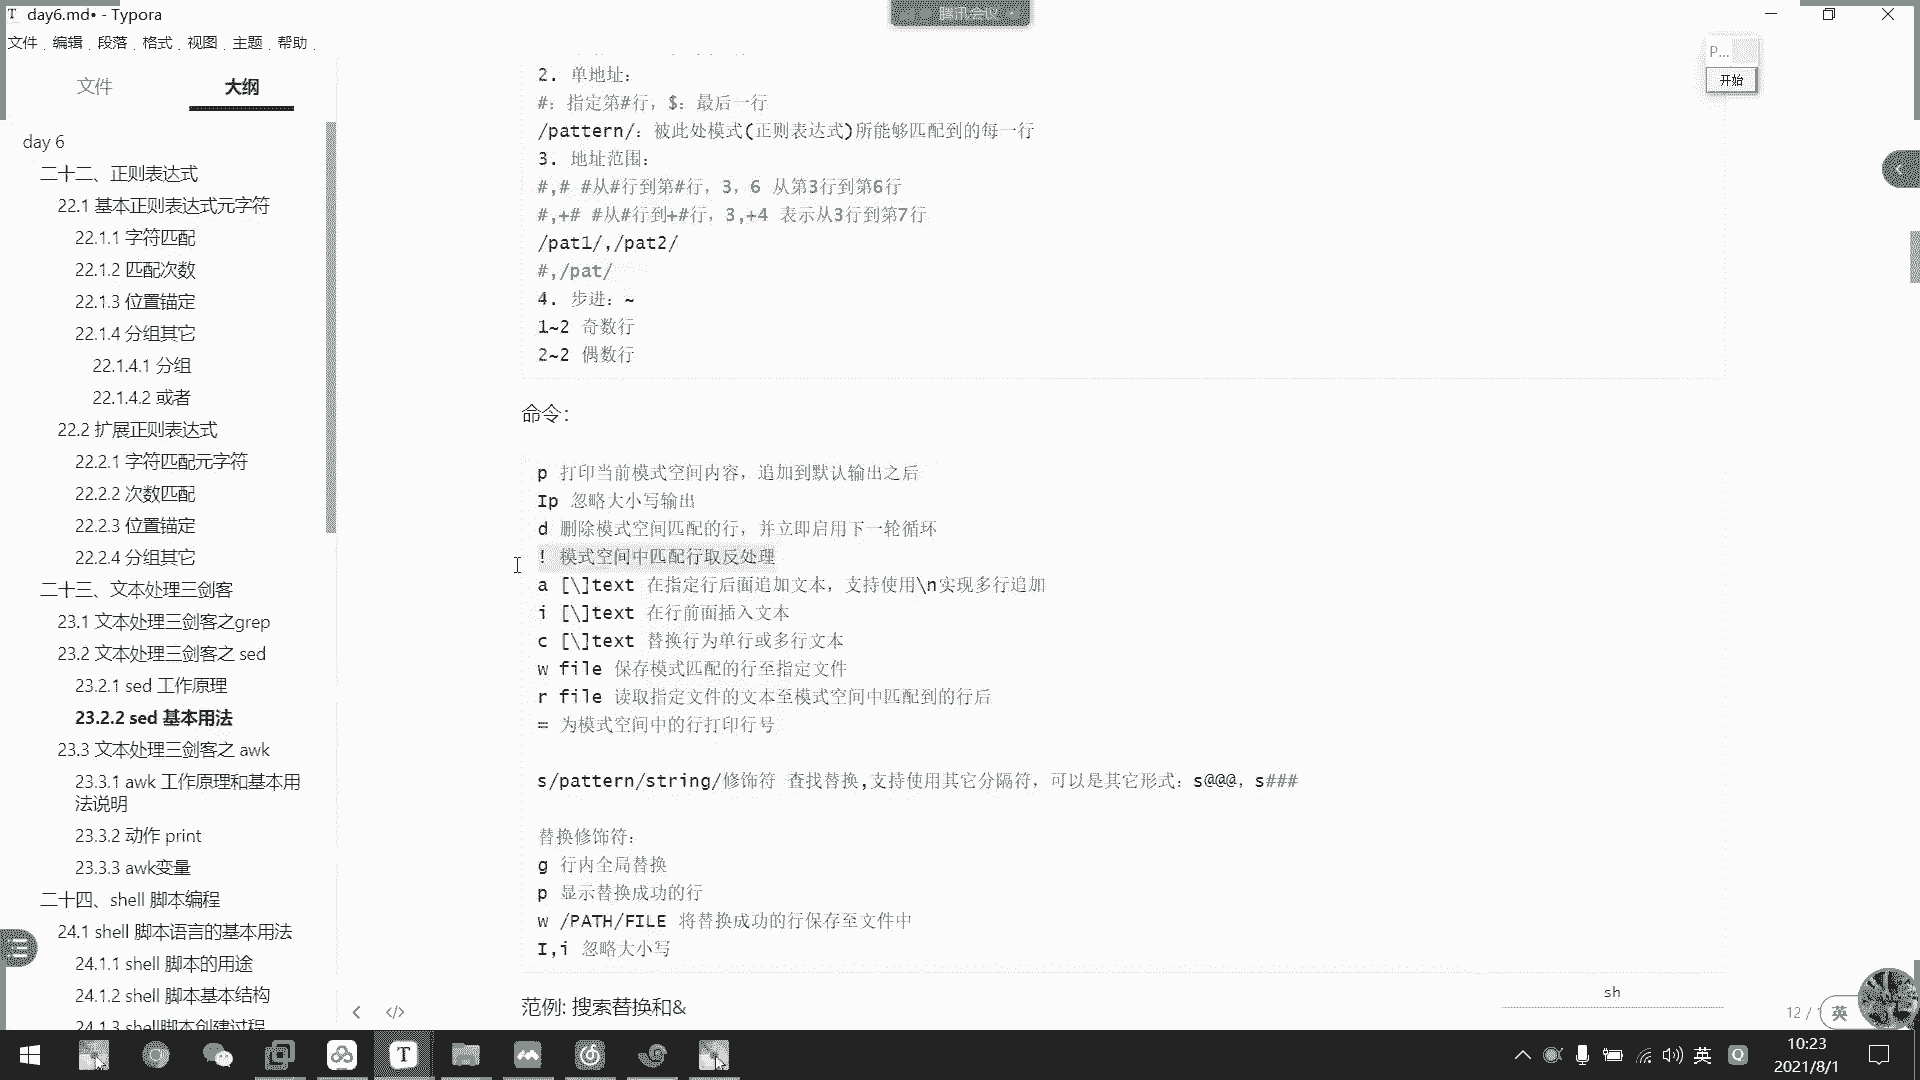 day6.md• - Typora
腾讯会议
文件 编辑 段落 格式 视图 主题 帮助
P...
开始
文件 大纲
day 6
二十二、正则表达式
22.1 基本正则表达式元字符
22.1.1 字符匹配
22.1.2 匹配次数
22.1.3 位置锚定
22.1.4 分组其它
22.1.4.1 分组
22.1.4.2 或者
22.2 扩展正则表达式
22.2.1 字符匹配元字符
22.2.2 次数匹配
22.2.3 位置锚定
22.2.4 分组其它
二十三、文本处理三剑客
23.1 文本处理三剑客之grep
23.2 文本处理三剑客之 sed
23.2.1 sed 工作原理
23.2.2 sed 基本用法
23.3 文本处理三剑客之 awk
23.3.1 awk 工作原理和基本用
法说明
23.3.2 动作 print
23.3.3 awk变量
二十四、shell 脚本编程
24.1 shell 脚本语言的基本用法
24.1.1 shell 脚本的用途
24.1.2 shell 脚本基本结构
24.1.3 shell脚本创建过程
2. 单地址：
#：指定第#行，$：最后一行
/pattern/：被此处模式(正则表达式)所能够匹配到的每一行
3. 地址范围：
#,# #从#行到第#行，3，6 从第3行到第6行
#,+# #从#行到+#行，3,+4 表示从3行到第7行
/pat1/,/pat2/
#,/pat/
4. 步进：~
1~2 奇数行
2~2 偶数行
命令：
p 打印当前模式空间内容，追加到默认输出之后
Ip 忽略大小写输出
d 删除模式空间匹配的行，并立即启用下一轮循环
! 模式空间中匹配行取反处理
a [\]text 在指定行后面追加文本，支持使用\n实现多行追加
i [\]text 在行前面插入文本
c [\]text 替换行为单行或多行文本
w file 保存模式匹配的行至指定文件
r file 读取指定文件的文本至模式空间中匹配到的行后
= 为模式空间中的行打印行号
s/pattern/string/修饰符 查找替换,支持使用其它分隔符，可以是其它形式：s@@@，s###
替换修饰符：
g 行内全局替换
p 显示替换成功的行
w /PATH/FILE 将替换成功的行保存至文件中
I,i 忽略大小写
sh
范例: 搜索替换和&
12 /
英
英
10:23
2021/8/1